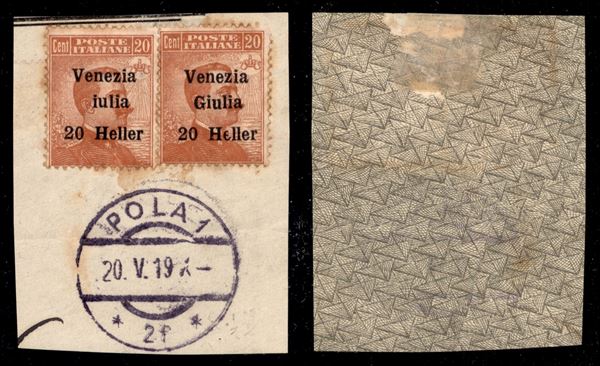 Cent POSTE ITALIANE 20
Venezia
iulia
20 Heller
Cent POSTE ITALIANE 20
Venezia
Giulia
20 Heller
POLA 1
20. V. 19
* 2f *